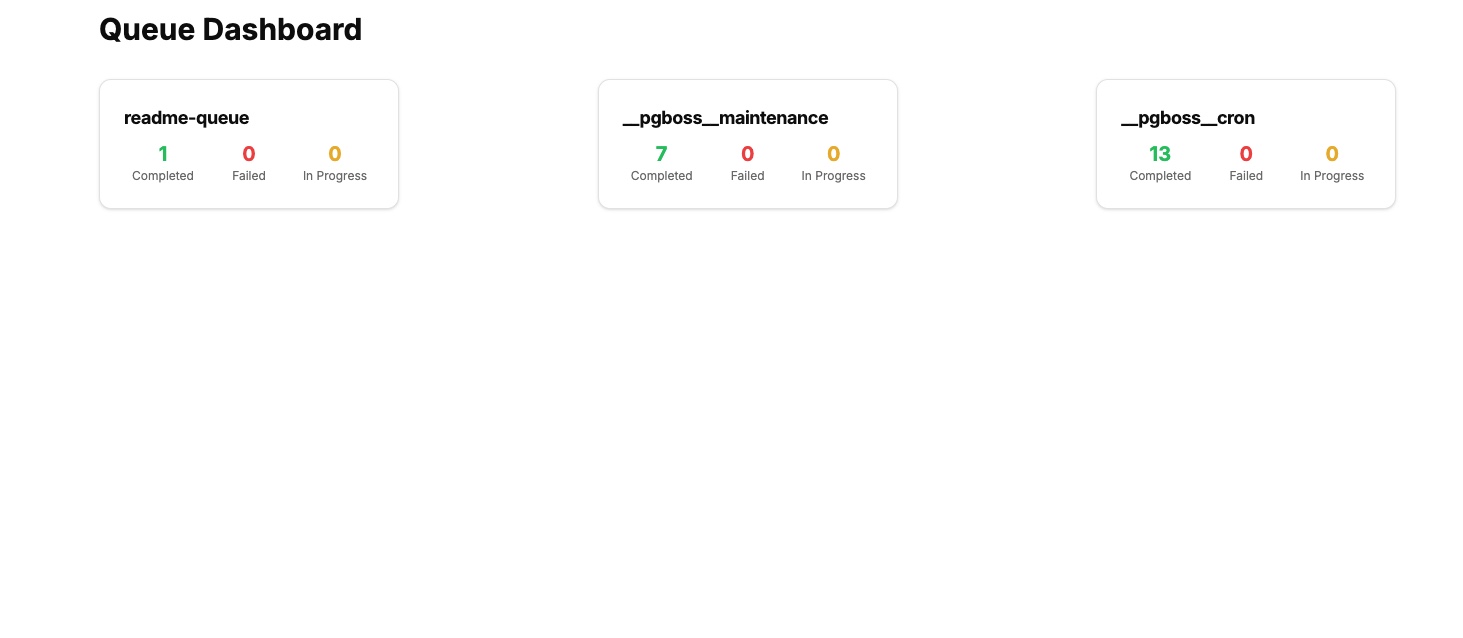 Queue Dashboard
readme-queue
1 0 0
Completed Failed In Progress
__pgboss__maintenance
7 0 0
Completed Failed In Progress
__pgboss__cron
13 0 0
Completed Failed In Progress